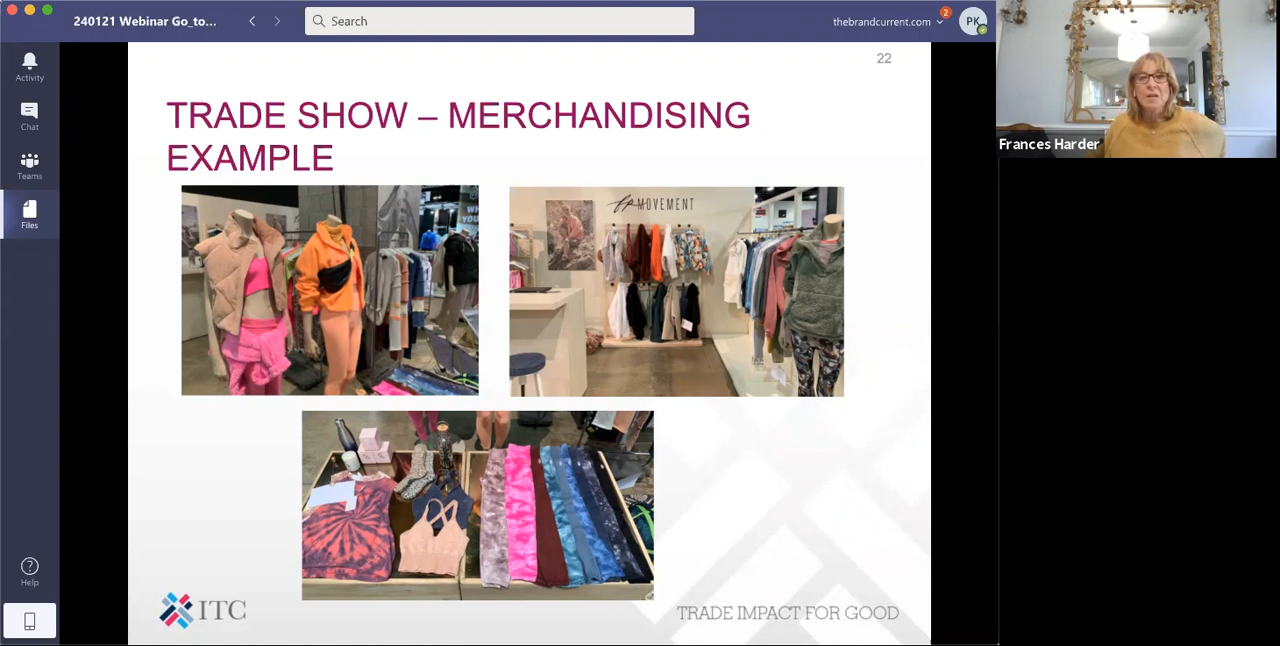 240121 Webinar Go_to...
Search
thebrandcurrent.com
2
PK
Activity
Chat
Teams
Files
Help
22
TRADE SHOW – MERCHANDISING
EXAMPLE
fp MOVEMENT
ITC
TRADE IMPACT FOR GOOD
Frances Harder